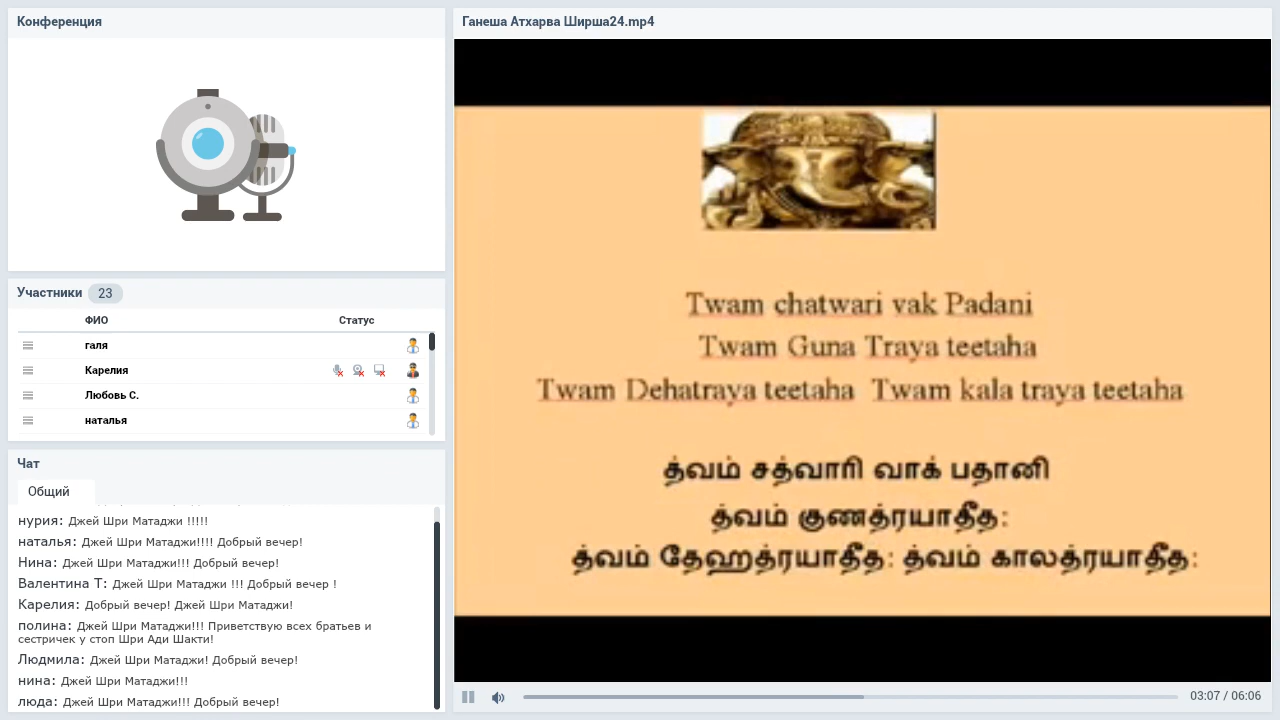 Конференция
Участники 23
ФИО Статус
галя
Карелия
Любовь С.
наталья
Чат
Общий
нурия: Джей Шри Матаджи !!!!!
наталья: Джей Шри Матаджи!!!! Добрый вечер!
Нина: Джей Шри Матаджи!!! Добрый вечер!
Валентина Т: Джей Шри Матаджи !!! Добрый вечер !
Карелия: Добрый вечер! Джей Шри Матаджи!
полина: Джей Шри Матаджи!!! Приветствую всех братьев и
сестричек у стоп Шри Ади Шакти!
Людмила: Джей Шри Матаджи! Добрый вечер!
нина: Джей Шри Матаджи!!!
люда: Джей Шри Матаджи!!! Добрый вечер!
Ганеша Атхарва Ширша24.mp4
Twam chatwari vak Padani
Twam Guna Traya teetaha
Twam Dehatraya teetaha Twam kala traya teetaha
த்வம் சத்வாரி வாக் பதானி
த்வம் குணத்ரயாதீத:
த்வம் தேஹத்ரயாதீத: த்வம் காலத்ரயாதீத:
03:07 / 06:06